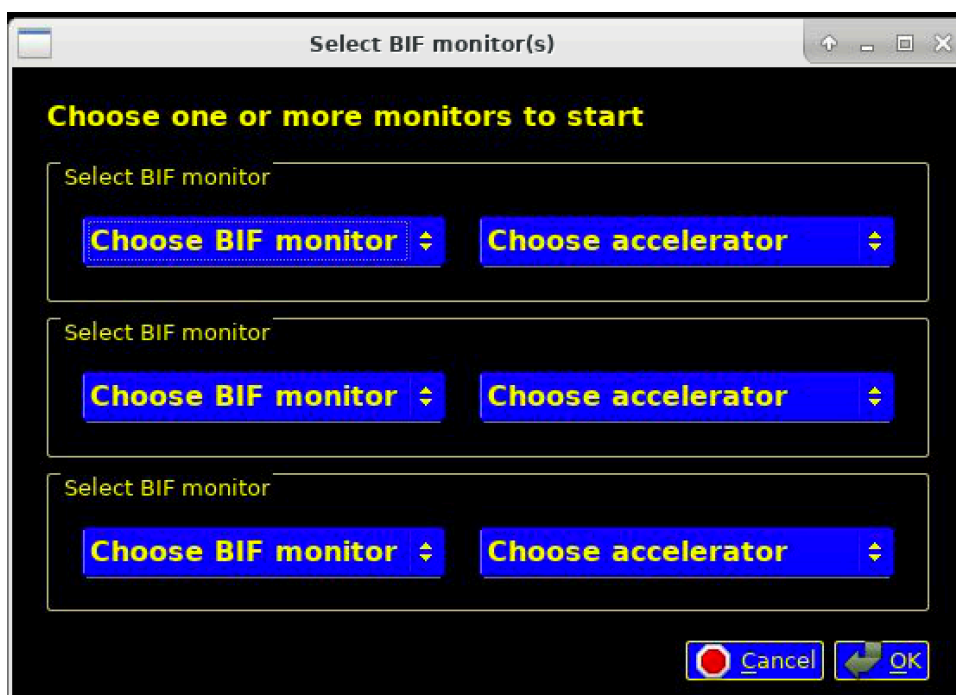 Select BIF monitor(s)
Choose one or more monitors to start
Select BIF monitor
Choose BIF monitor Choose accelerator
Select BIF monitor
Choose BIF monitor Choose accelerator
Select BIF monitor
Choose BIF monitor Choose accelerator
Cancel OK